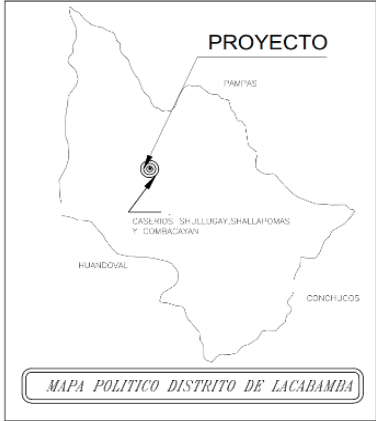 PROYECTO
PAMPAS
CASERIOS SHULLUGAY,SHALLAPOMAS
Y COMBACAYAN
HUANDOVAL
CONCHUCOS
MAPA POLITICO DISTRITO DE LACABAMBA